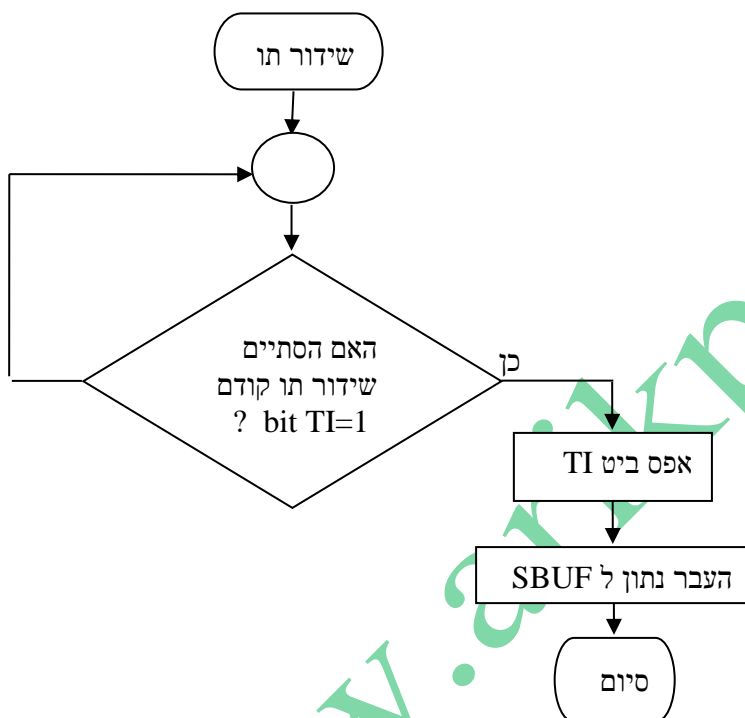 שידור תו
האם הסתיים
שידור תו קודם
? bit TI=1
כן
אפס ביט TI
העבר נתון ל SBUF
סיום